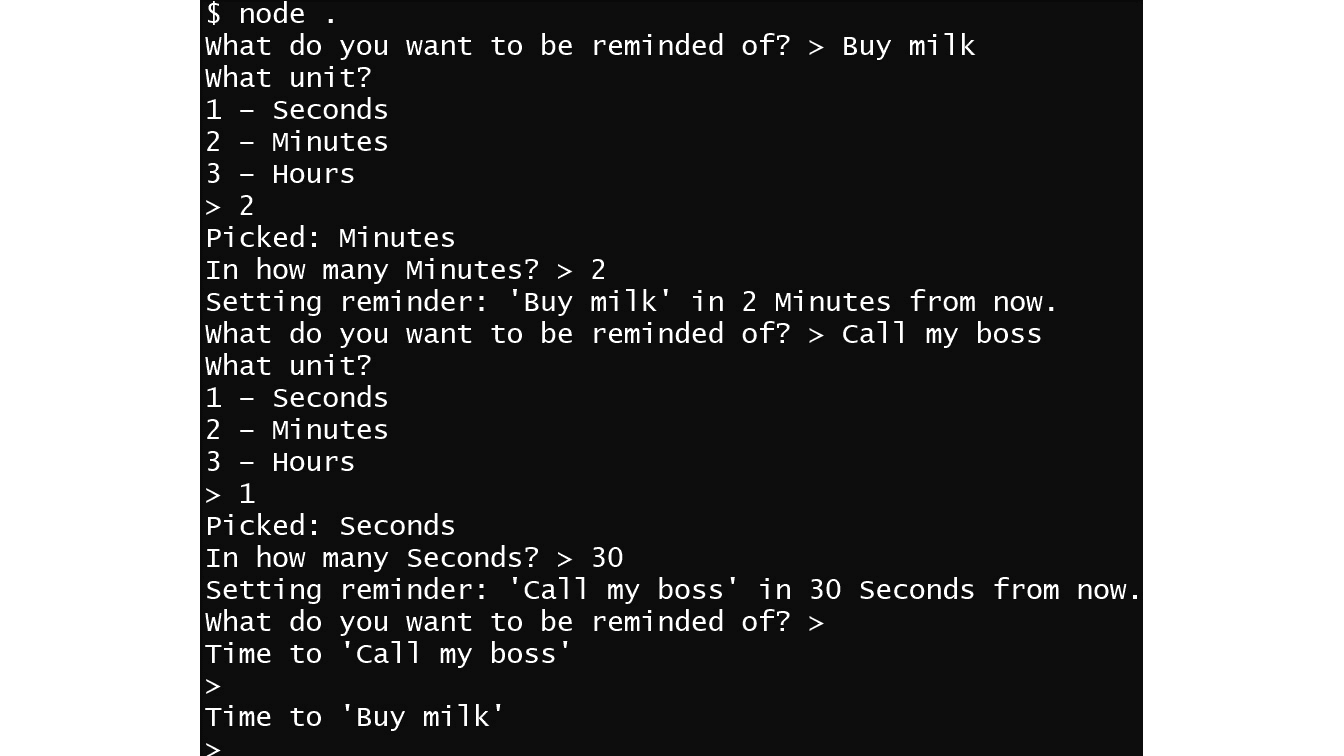 $ node .
What do you want to be reminded of? > Buy milk
What unit?
1 – Seconds
2 – Minutes
3 – Hours
> 2
Picked: Minutes
In how many Minutes? > 2
Setting reminder: 'Buy milk' in 2 Minutes from now.
What do you want to be reminded of? > Call my boss
What unit?
1 – Seconds
2 – Minutes
3 – Hours
> 1
Picked: Seconds
In how many Seconds? > 30
Setting reminder: 'Call my boss' in 30 Seconds from now.
What do you want to be reminded of? >
Time to 'Call my boss'
>
Time to 'Buy milk'
>